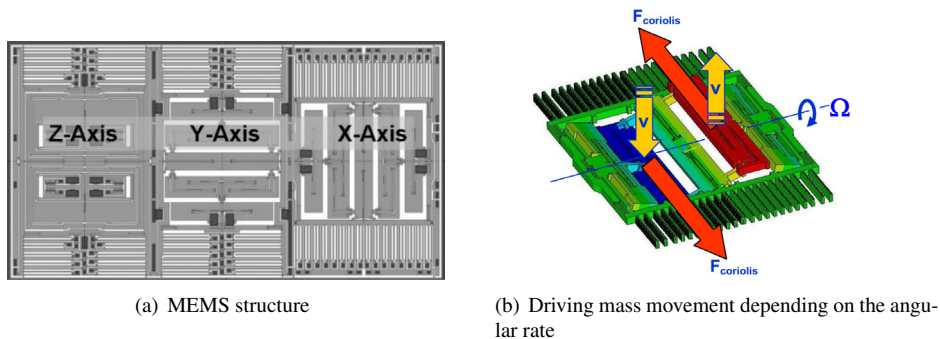 Z-Axis
Y-Axis
X-Axis
(a) MEMS structure
F_coriolis
v
v
Ω
F_coriolis
(b) Driving mass movement depending on the angu-
lar rate